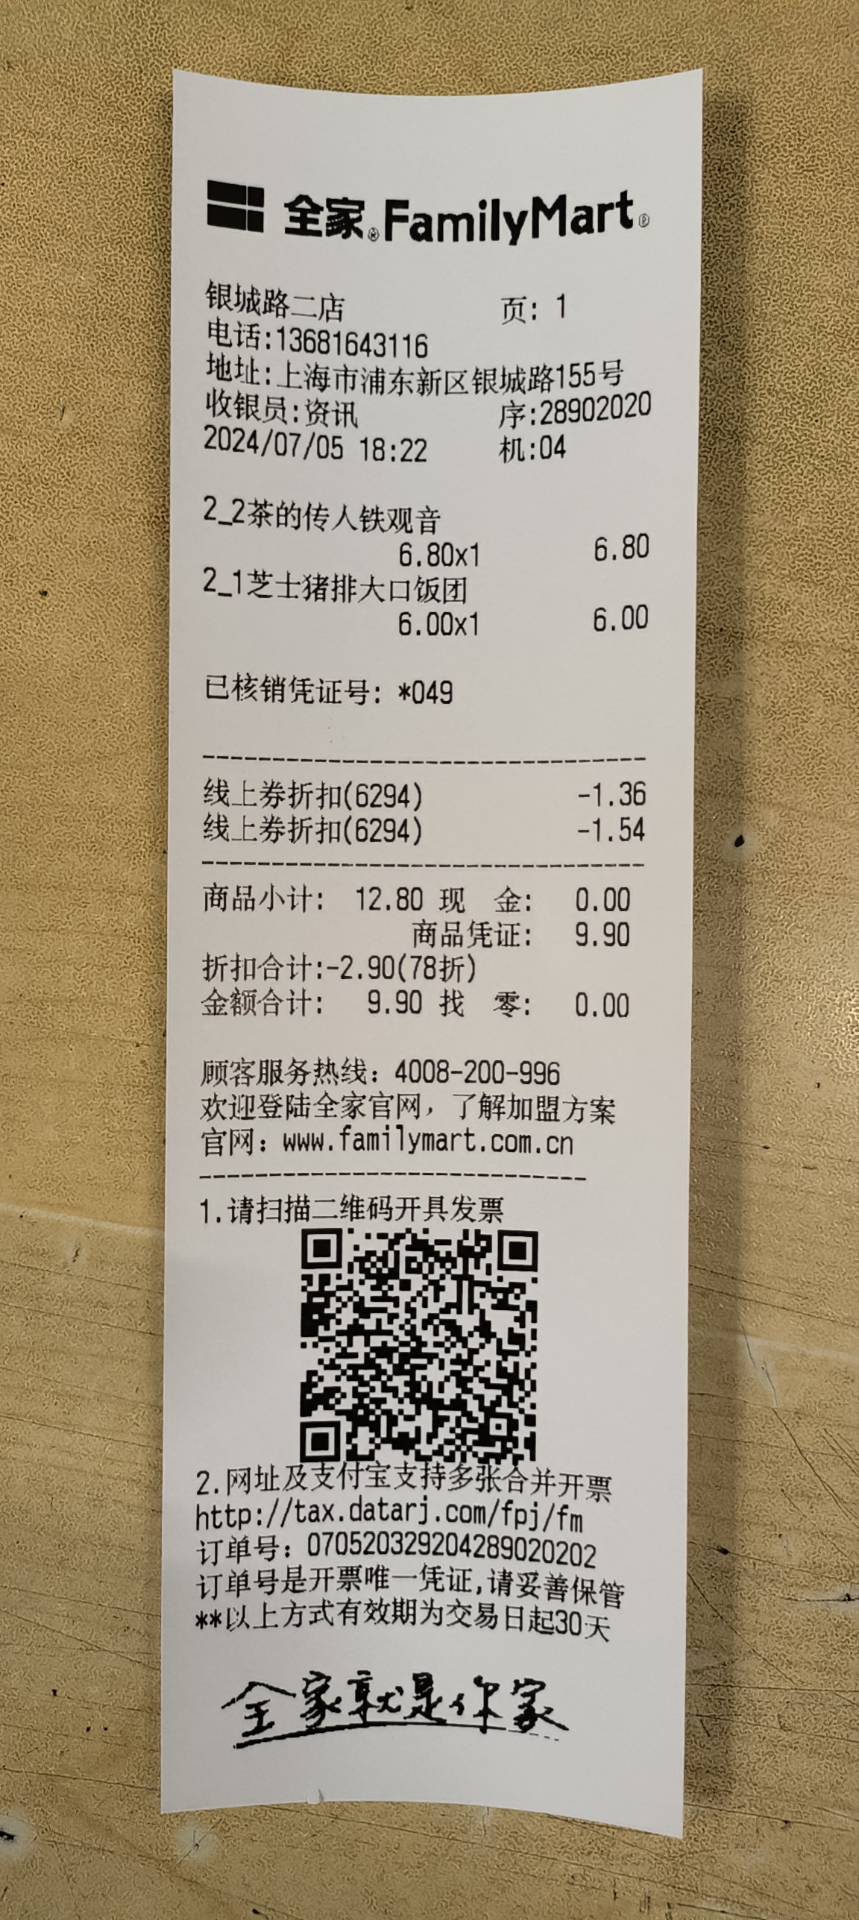 全家®FamilyMart®
银城路二店 页: 1
电话:13681643116
地址:上海市浦东新区银城路155号
收银员:资讯 序:28902020
2024/07/05 18:22 机:04
2_2茶的传人铁观音
6.80x1 6.80
2_1芝士猪排大口饭团
6.00x1 6.00
已核销凭证号: *049
--------------------------------
线上券折扣(6294) -1.36
线上券折扣(6294) -1.54
--------------------------------
商品小计: 12.80 现 金: 0.00
商品凭证: 9.90
折扣合计:-2.90(78折)
金额合计: 9.90 找 零: 0.00
顾客服务热线: 4008-200-996
欢迎登陆全家官网，了解加盟方案
官网: www.familymart.com.cn
----------------------------
1.请扫描二维码开具发票
2.网址及支付宝支持多张合并开票
http://tax.datarj.com/fpj/fm
订单号: 070520329204289020202
订单号是开票唯一凭证,请妥善保管
**以上方式有效期为交易日起30天
全家就是你家